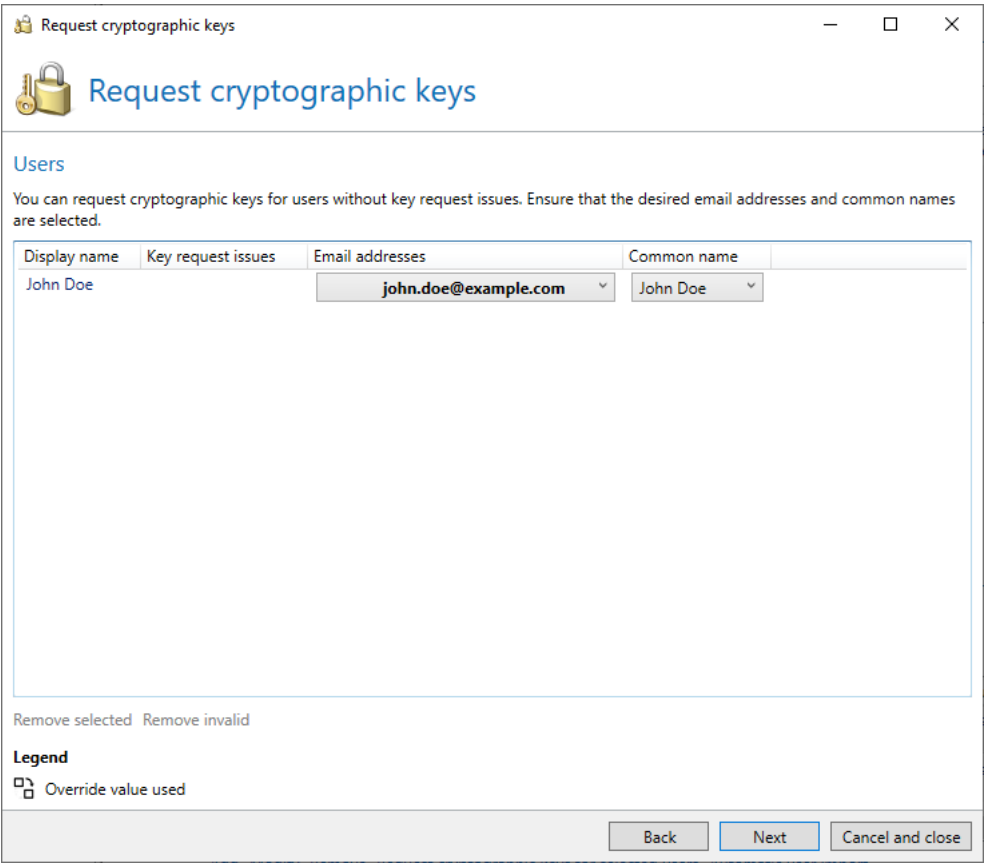 Request cryptographic keys
Request cryptographic keys
Users
You can request cryptographic keys for users without key request issues. Ensure that the desired email addresses and common names
are selected.
Display name Key request issues Email addresses Common name
John Doe john.doe@example.com John Doe
Remove selected Remove invalid
Legend
Override value used
Back Next Cancel and close